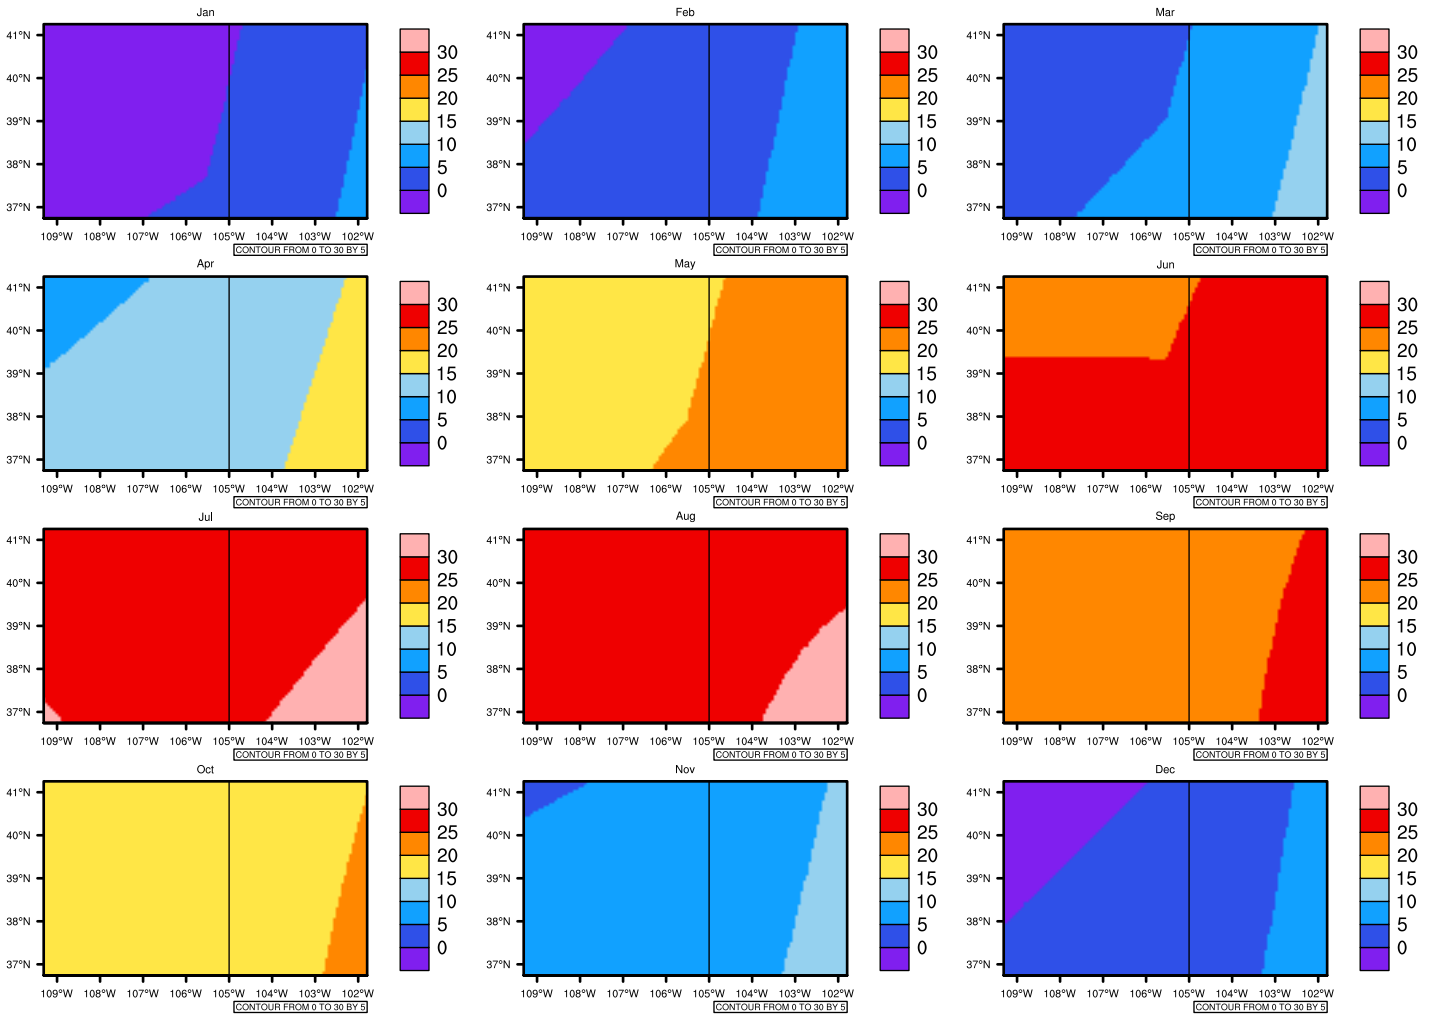 Jan Feb Mar
41°N 30 41°N 30 41°N 30
40°N 25 40°N 25 40°N 25
20 20 20
39°N 15 39°N 15 39°N 15
10 10 10
38°N 5 38°N 5 38°N 5
37°N 0 37°N 0 37°N 0
109°W 108°W 107°W 106°W 105°W 104°W 103°W 102°W 109°W 108°W 107°W 106°W 105°W 104°W 103°W 102°W 109°W 108°W 107°W 106°W 105°W 104°W 103°W 102°W
CONTOUR FROM 0 TO 30 BY 5 CONTOUR FROM 0 TO 30 BY 5 CONTOUR FROM 0 TO 30 BY 5
Apr May Jun
41°N 30 41°N 30 41°N 30
40°N 25 40°N 25 40°N 25
20 20 20
39°N 15 39°N 15 39°N 15
10 10 10
38°N 5 38°N 5 38°N 5
37°N 0 37°N 0 37°N 0
109°W 108°W 107°W 106°W 105°W 104°W 103°W 102°W 109°W 108°W 107°W 106°W 105°W 104°W 103°W 102°W 109°W 108°W 107°W 106°W 105°W 104°W 103°W 102°W
CONTOUR FROM 0 TO 30 BY 5 CONTOUR FROM 0 TO 30 BY 5 CONTOUR FROM 0 TO 30 BY 5
Jul Aug Sep
41°N 30 41°N 30 41°N 30
40°N 25 40°N 25 40°N 25
20 20 20
39°N 15 39°N 15 39°N 15
10 10 10
38°N 5 38°N 5 38°N 5
37°N 0 37°N 0 37°N 0
109°W 108°W 107°W 106°W 105°W 104°W 103°W 102°W 109°W 108°W 107°W 106°W 105°W 104°W 103°W 102°W 109°W 108°W 107°W 106°W 105°W 104°W 103°W 102°W
CONTOUR FROM 0 TO 30 BY 5 CONTOUR FROM 0 TO 30 BY 5 CONTOUR FROM 0 TO 30 BY 5
Oct Nov Dec
41°N 30 41°N 30 41°N 30
40°N 25 40°N 25 40°N 25
20 20 20
39°N 15 39°N 15 39°N 15
10 10 10
38°N 5 38°N 5 38°N 5
37°N 0 37°N 0 37°N 0
109°W 108°W 107°W 106°W 105°W 104°W 103°W 102°W 109°W 108°W 107°W 106°W 105°W 104°W 103°W 102°W 109°W 108°W 107°W 106°W 105°W 104°W 103°W 102°W
CONTOUR FROM 0 TO 30 BY 5 CONTOUR FROM 0 TO 30 BY 5 CONTOUR FROM 0 TO 30 BY 5